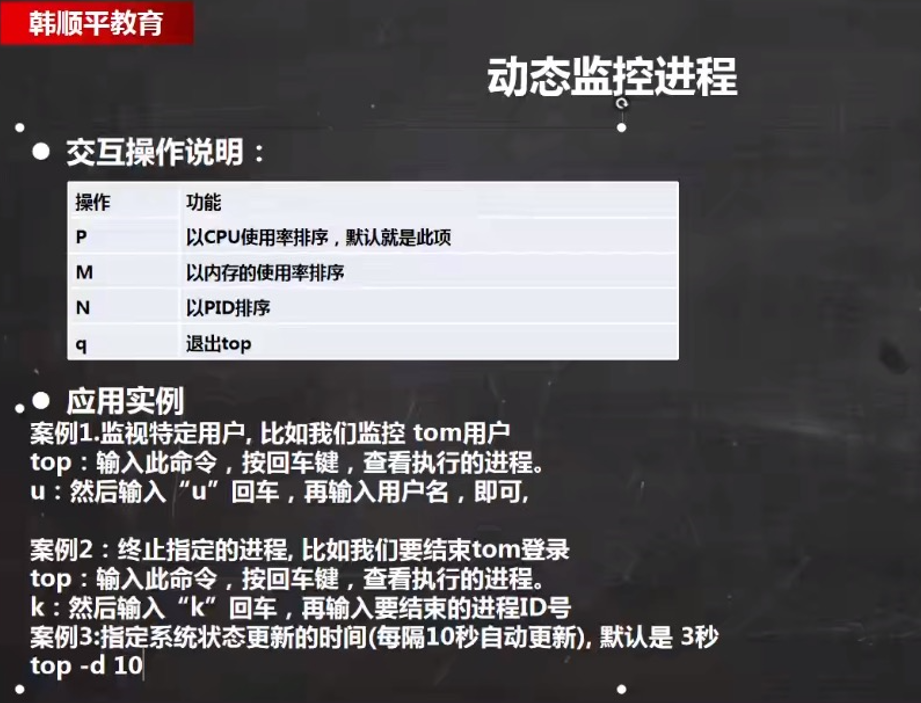 韩顺平教育
动态监控进程
● 交互操作说明：
操作 功能
P 以CPU使用率排序，默认就是此项
M 以内存的使用率排序
N 以PID排序
q 退出top
● 应用实例
案例1.监视特定用户, 比如我们监控 tom用户
top：输入此命令，按回车键，查看执行的进程。
u：然后输入“u”回车，再输入用户名，即可,
案例2：终止指定的进程, 比如我们要结束tom登录
top：输入此命令，按回车键，查看执行的进程。
k：然后输入“k”回车，再输入要结束的进程ID号
案例3:指定系统状态更新的时间(每隔10秒自动更新), 默认是 3秒
top -d 10